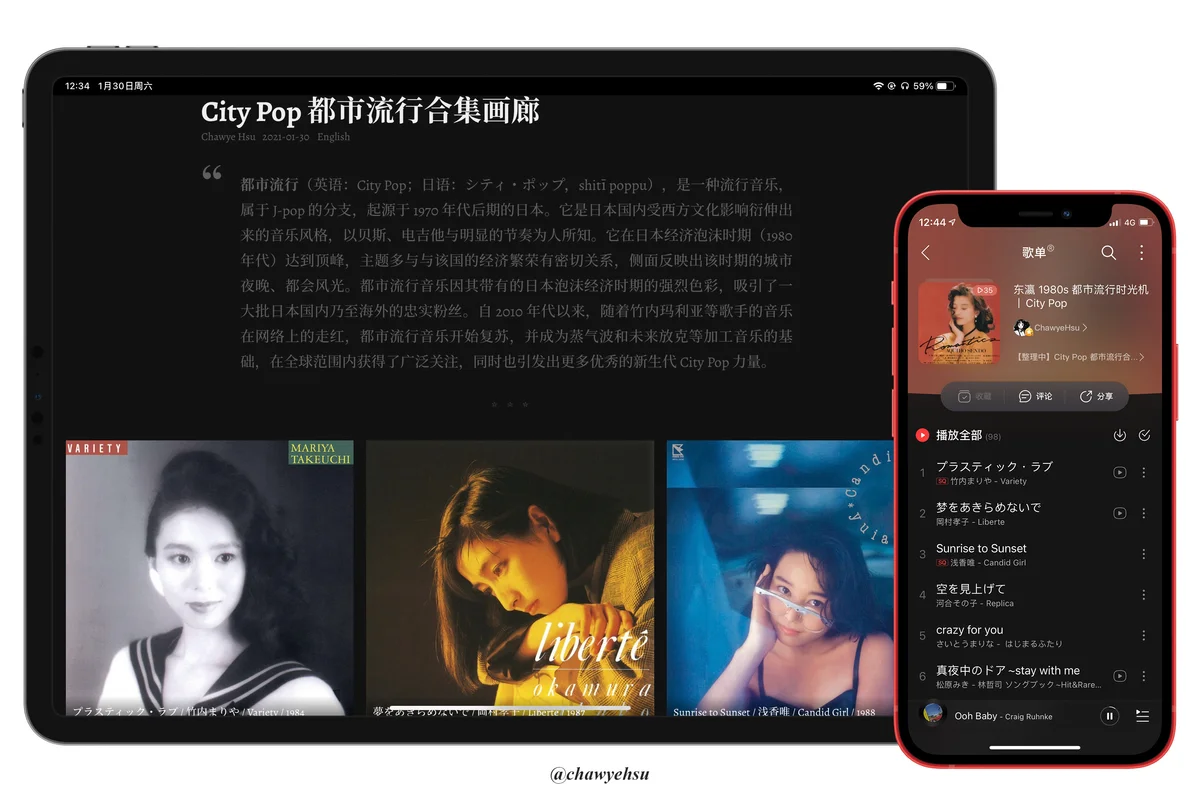 12:34 1月30日周六
59%
City Pop 都市流行合集画廊
Chawye Hsu 2021-01-30 English
“
都市流行（英语：City Pop；日语：シティ・ポップ，shitī poppu），是一种流行音乐，
属于 J-pop 的分支，起源于 1970 年代后期的日本。它是日本国内受西方文化影响衍伸出
来的音乐风格，以贝斯、电吉他与明显的节奏为人所知。它在日本经济泡沫时期（1980
年代）达到顶峰，主题多与与该国的经济繁荣有密切关系，侧面反映出该时期的城市
夜晚、都会风光。都市流行音乐因其带有的日本泡沫经济时期的强烈色彩，吸引了一
大批日本国内乃至海外的忠实粉丝。自 2010 年代以来，随着竹内玛利亚等歌手的音乐
在网络上的走红，都市流行音乐开始复苏，并成为蒸气波和未来放克等加工音乐的基
础，在全球范围内获得了广泛关注，同时也引发出更多优秀的新生代 City Pop 力量。
* * *
VARIETY
MARIYA
TAKEUCHI
プラスティック・ラブ / 竹内まりや / Variety / 1984
liberté
okamura
夢をあきらめないで / 岡村孝子 / Liberte / 1987
Candid
yuia
Sunrise to Sunset / 浅香唯 / Candid Girl / 1988
12:44
4G
歌单
35
Romantica
东瀛 1980s 都市流行时光机
| City Pop
ChawyeHsu
【整理中】City Pop 都市流行合...
收藏
评论
分享
播放全部 (98)
1 プラスティック・ラブ
SQ 竹内まりや - Variety
2 梦をあきらめないで
岡村孝子 - Liberte
3 Sunrise to Sunset
SQ 浅香唯 - Candid Girl
4 空を見上げて
河合その子 - Replica
5 crazy for you
さいとうまりな - はじまるふたり
6 真夜中のドア ~stay with me
松原みき - 林哲司 ソングブック~Hit&Rare...
Ooh Baby - Craig Ruhnke
@chawyehsu